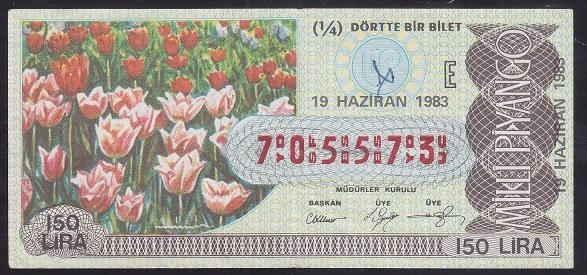 (¼) DÖRTTE BİR BİLET
E
19 HAZİRAN 1983
7 0 5 5 7 3
MÜDÜRLER KURULU
BAŞKAN ÜYE ÜYE
150 LİRA
150 LİRA
MİLLİ PİYANGO
19 HAZİRAN 1983